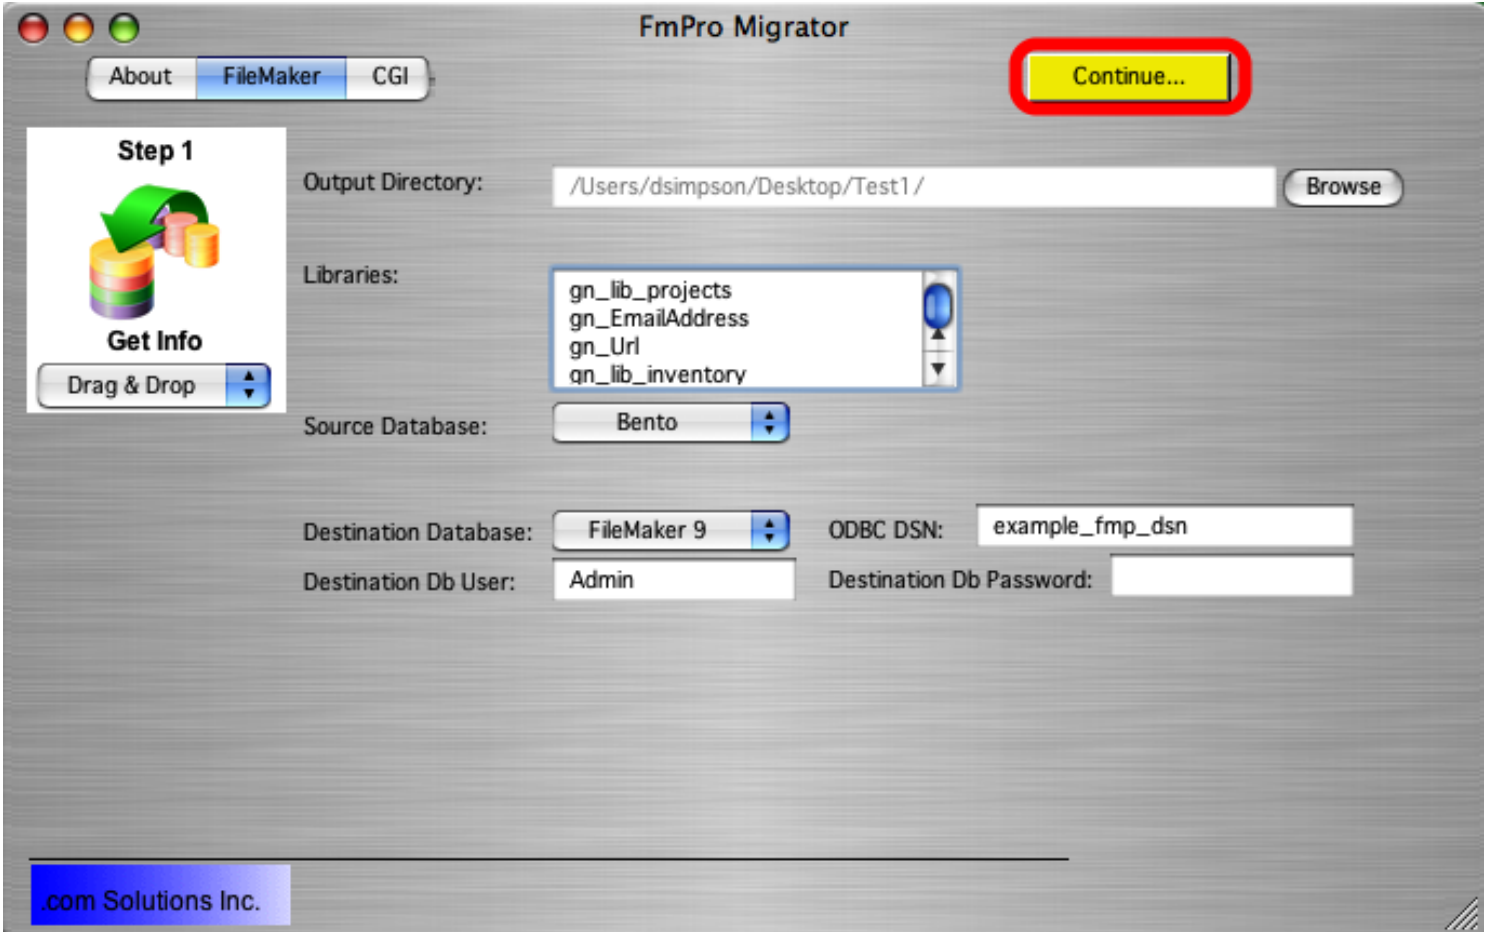 FmPro Migrator
About FileMaker CGI
Continue...
Step 1
Get Info
Drag & Drop
Output Directory: /Users/dsimpson/Desktop/Test1/ Browse
Libraries:
gn_lib_projects
gn_EmailAddress
gn_Url
gn_lib_inventory
Source Database: Bento
Destination Database: FileMaker 9 ODBC DSN: example_fmp_dsn
Destination Db User: Admin Destination Db Password:
.com Solutions Inc.